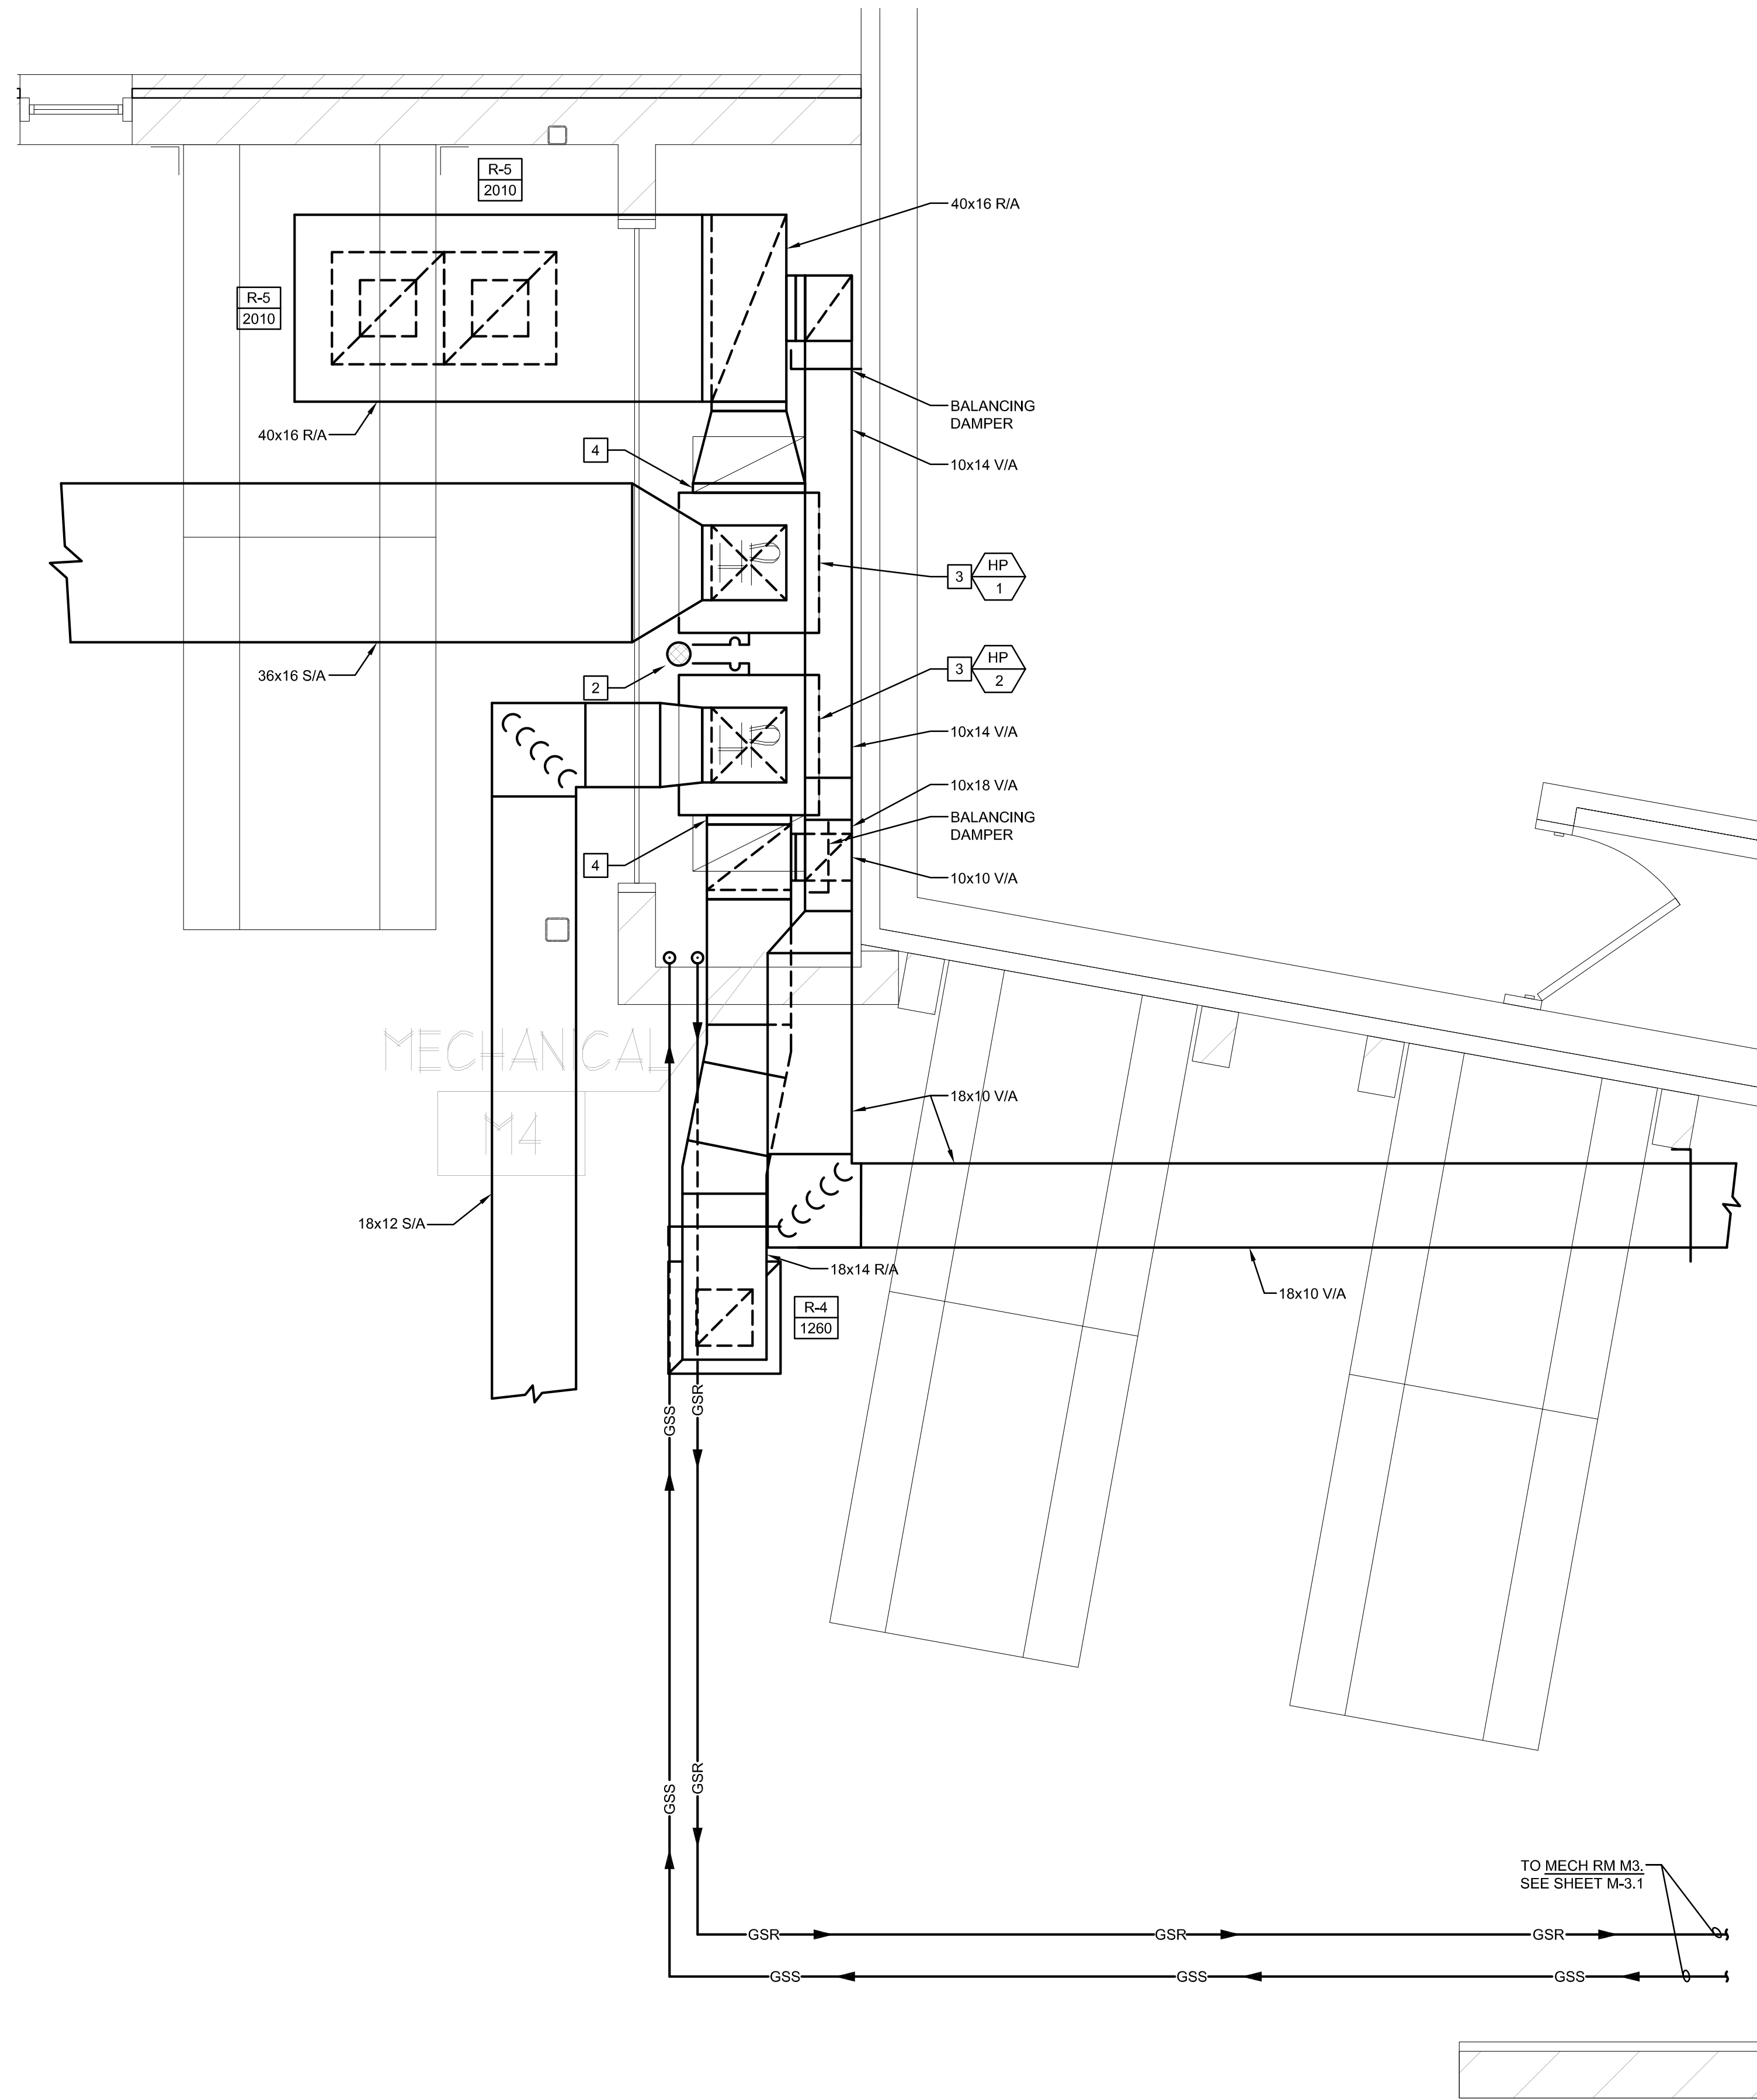 R-5
2010
40x16 R/A
R-5
2010
BALANCING
DAMPER
40x16 R/A
4
10x14 V/A
3
HP
1
36x16 S/A
2
3
HP
2
10x14 V/A
10x18 V/A
BALANCING
DAMPER
4
10x10 V/A
MECHANICAL
M4
18x10 V/A
18x12 S/A
18x14 R/A
18x10 V/A
R-4
1260
GSS
GSR
GSS
GSR
TO MECH RM M3.
SEE SHEET M-3.1
GSR
GSR
GSR
GSS
GSS
GSS